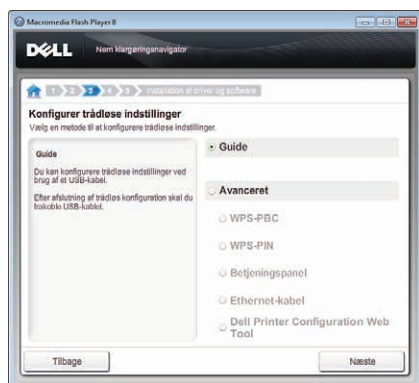 Macromedia Flash Player 8
DELL Nem klargøringsnavigator
1 2 3 4 5 Installation af driver og software
Konfigurer trådløse indstillinger
Vælg en metode til at konfigurere trådløse indstillinger.
Guide
Du kan konfigurere trådløse indstillinger ved
brug af et USB-kabel.
Efter afslutning af trådløs konfiguration skal du
frakoble USB-kablet.
Guide
Avanceret
WPS-PBC
WPS-PIN
Betjeningspanel
Ethernet-kabel
Dell Printer Configuration Web
Tool
Tilbage
Næste